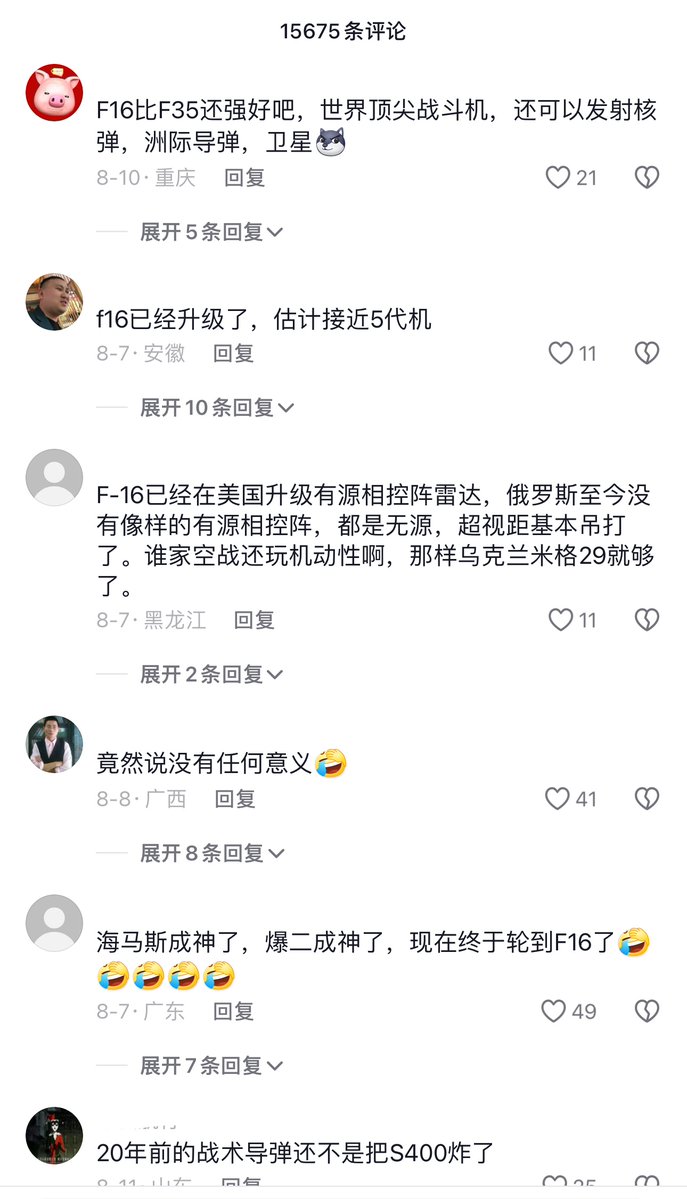 15675条评论
F16比F35还强好吧，世界顶尖战斗机，还可以发射核
弹，洲际导弹，卫星
8-10·重庆 回复 21
展开5条回复
f16已经升级了，估计接近5代机
8-7·安徽 回复 11
展开10条回复
F-16已经在美国升级有源相控阵雷达，俄罗斯至今没
有像样的有源相控阵，都是无源，超视距基本吊打
了。谁家空战还玩机动性啊，那样乌克兰米格29就够
了。
8-7·黑龙江 回复 11
展开2条回复
竟然说没有任何意义🤣
8-8·广西 回复 41
展开8条回复
海马斯成神了，爆二成神了，现在终于轮到F16了🤣
🤣🤣🤣🤣
8-7·广东 回复 49
展开7条回复
20年前的战术导弹还不是把S400炸了
8-11·山东 回复 25